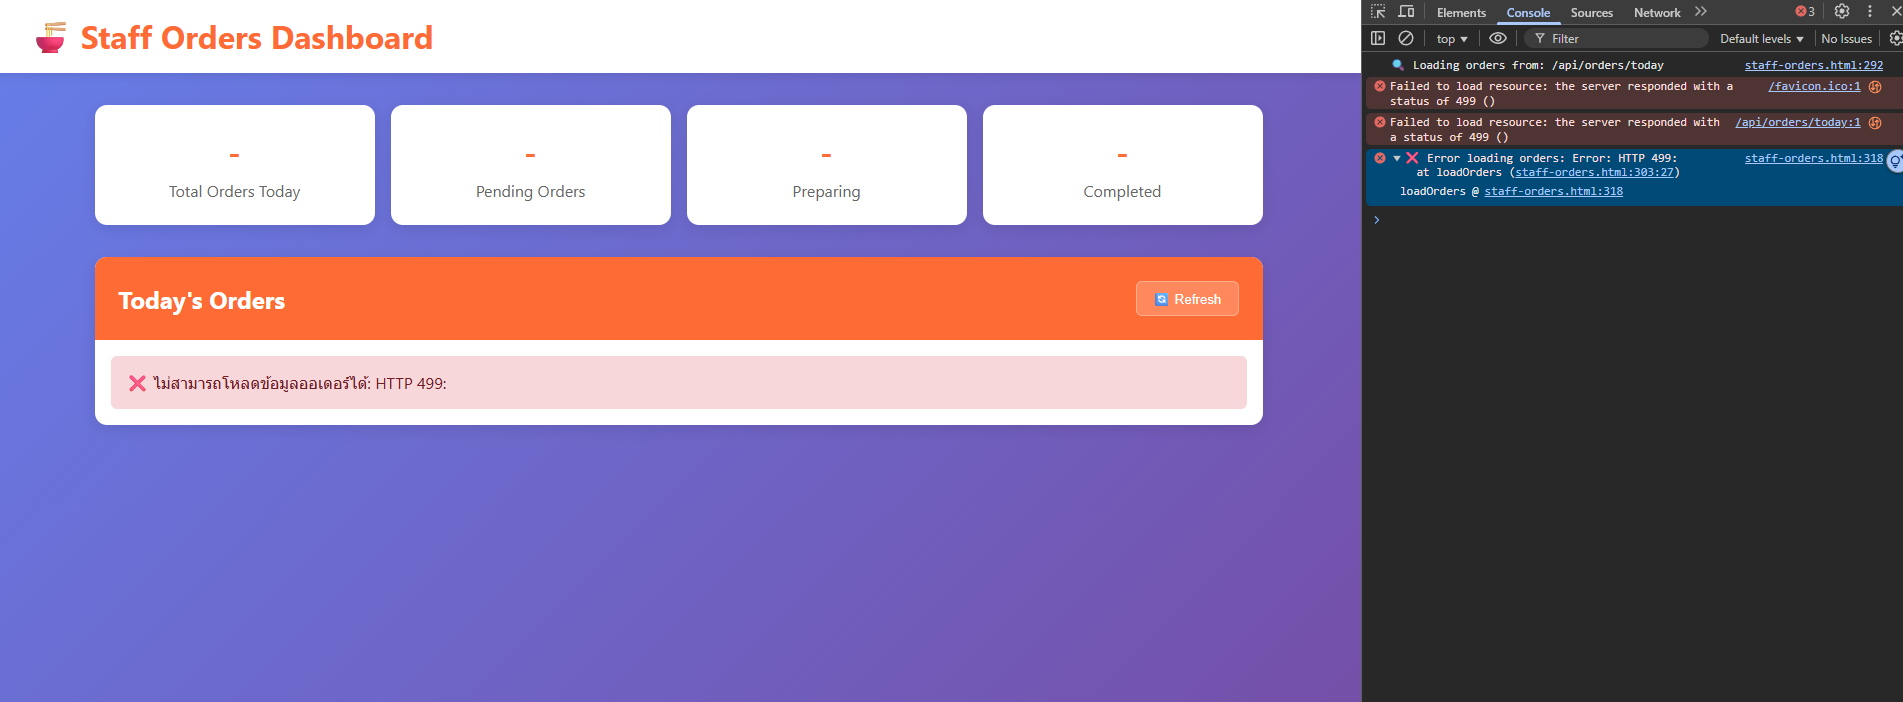 Staff Orders Dashboard
-
Total Orders Today
-
Pending Orders
-
Preparing
-
Completed
Today's Orders
Refresh
ไม่สามารถโหลดข้อมูลออเดอร์ได้: HTTP 499:
Elements Console Sources Network 3
top Filter Default levels No Issues
Loading orders from: /api/orders/today staff-orders.html:292
Failed to load resource: the server responded with a /favicon.ico:1
status of 499 ()
Failed to load resource: the server responded with /api/orders/today:1
a status of 499 ()
Error loading orders: Error: HTTP 499: staff-orders.html:318
at loadOrders (staff-orders.html:303:27)
loadOrders @ staff-orders.html:318